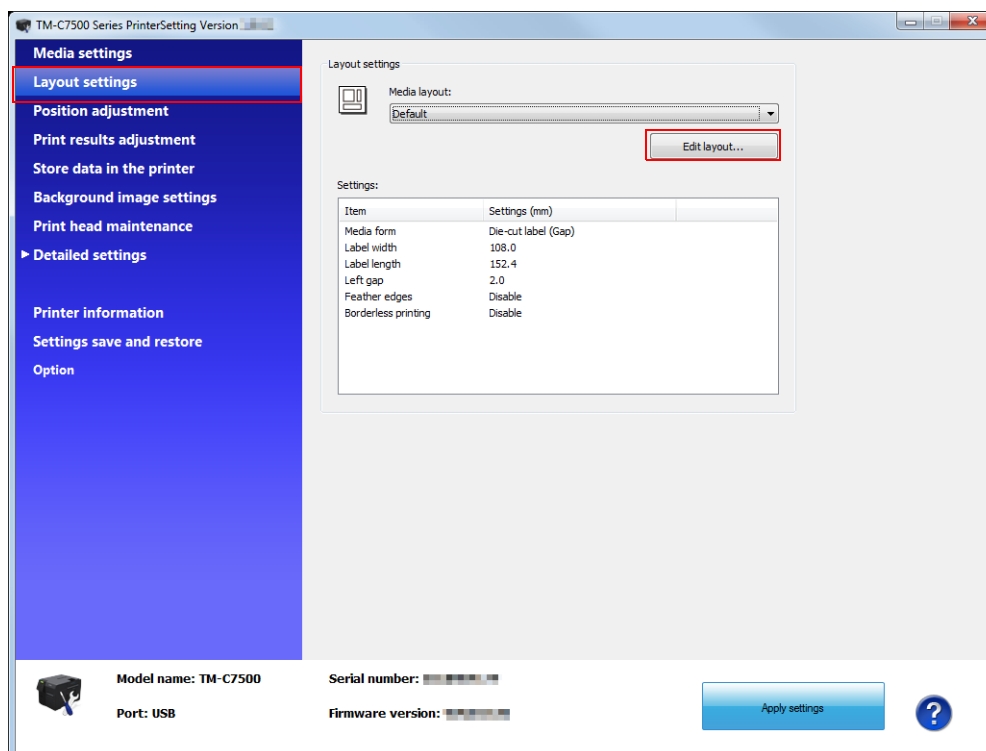 TM-C7500 Series PrinterSetting Version
Media settings
Layout settings
Position adjustment
Print results adjustment
Store data in the printer
Background image settings
Print head maintenance
Detailed settings
Printer information
Settings save and restore
Option
Layout settings
Media layout:
Default
Edit layout...
Settings:
Item Settings (mm)
Media form Die-cut label (Gap)
Label width 108.0
Label length 152.4
Left gap 2.0
Feather edges Disable
Borderless printing Disable
Model name: TM-C7500 Serial number:
Port: USB Firmware version:
Apply settings
?